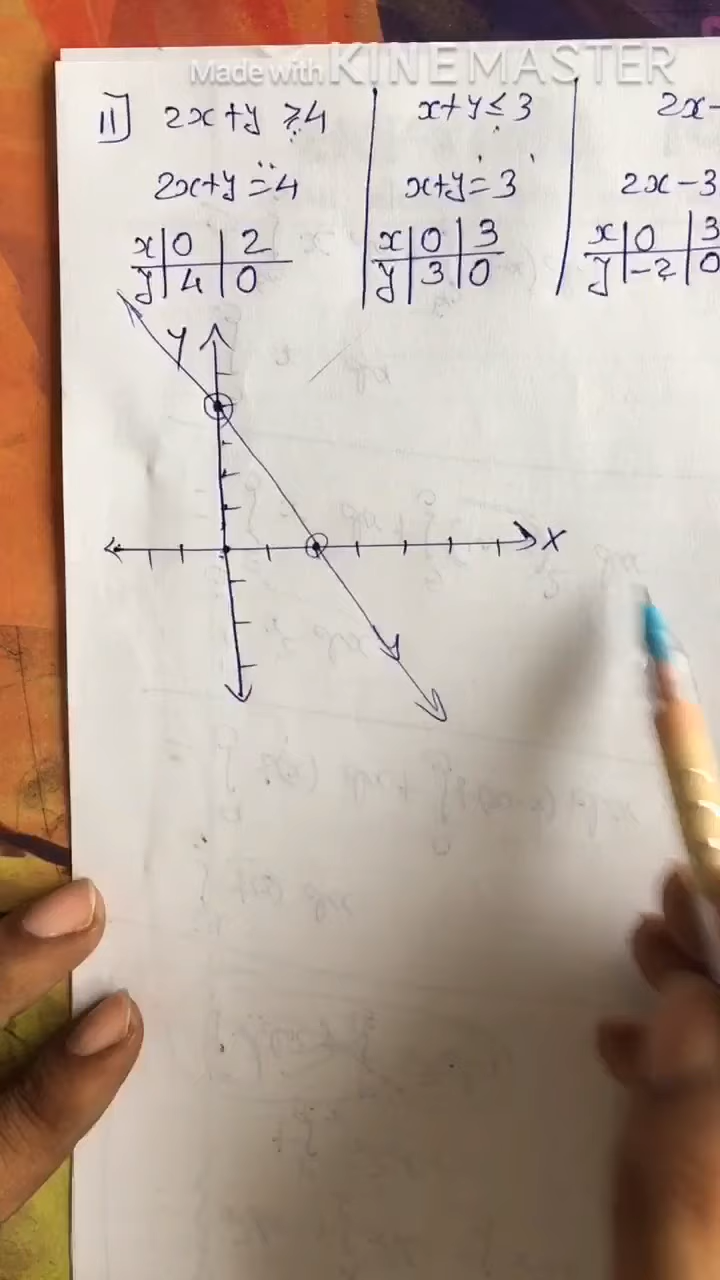 Made with KINEMASTER
11] 2x+y ≥4 x+y≤3 2x-
2x+y=4 x+y=3 2x-3
x 0 2 x 0 3 x 0 3
y 4 0 y 3 0 y -2 0
Y
X